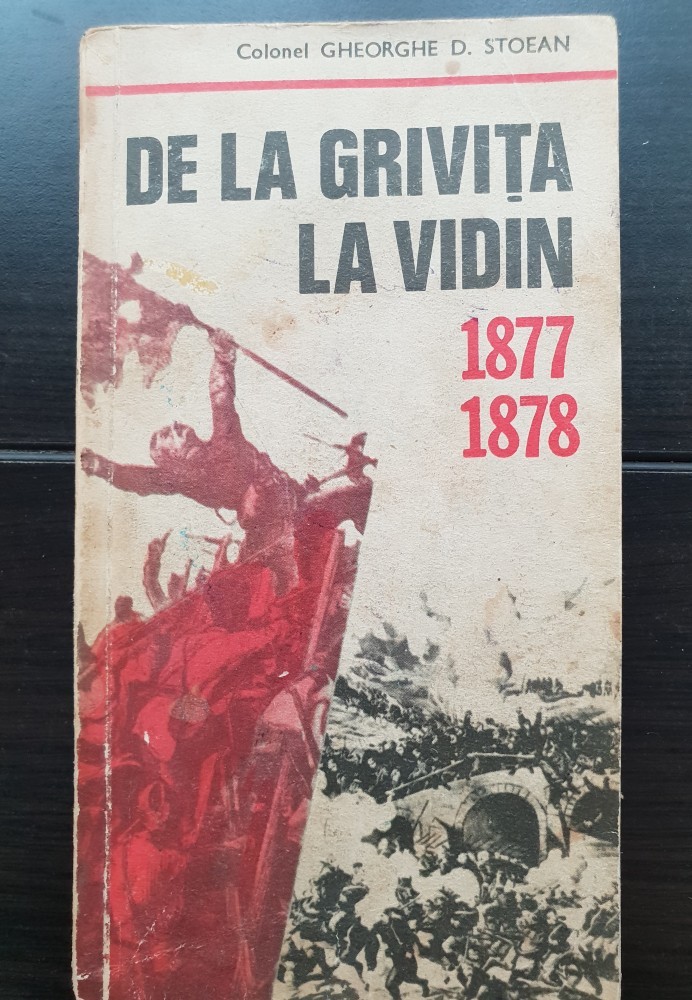 Colonel GHEORGHE D. STOEAN
DE LA GRIVIȚA
LA VIDIN
1877
1878